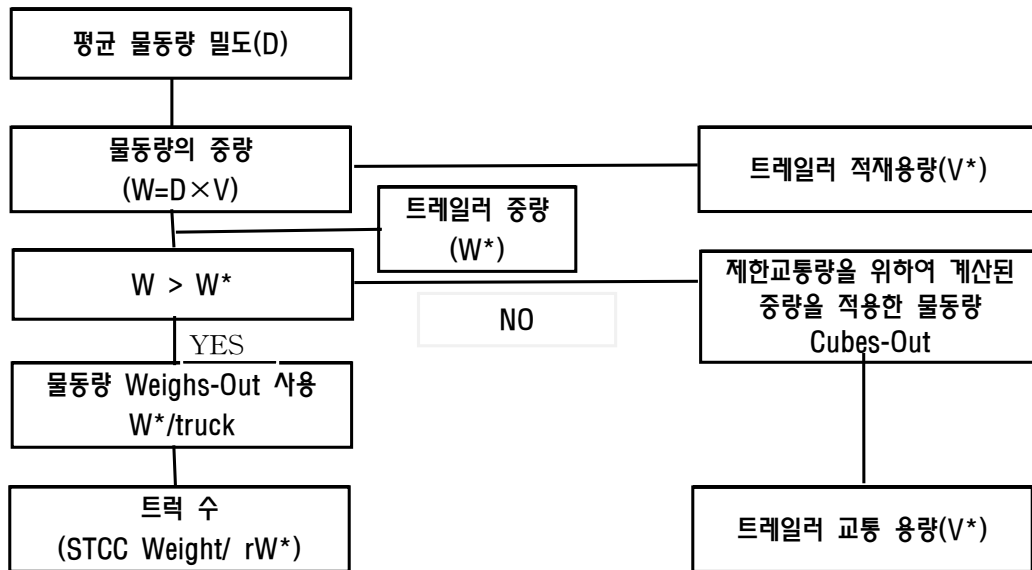 평균 물동량 밀도(D)
물동량의 중량
(W=D×V)
트레일러 적재용량(V*)
트레일러 중량
(W*)
W > W*
제한교통량을 위하여 계산된
중량을 적용한 물동량
Cubes-Out
NO
YES
물동량 Weighs-Out 사용
W*/truck
트럭 수
(STCC Weight/ rW*)
트레일러 교통 용량(V*)